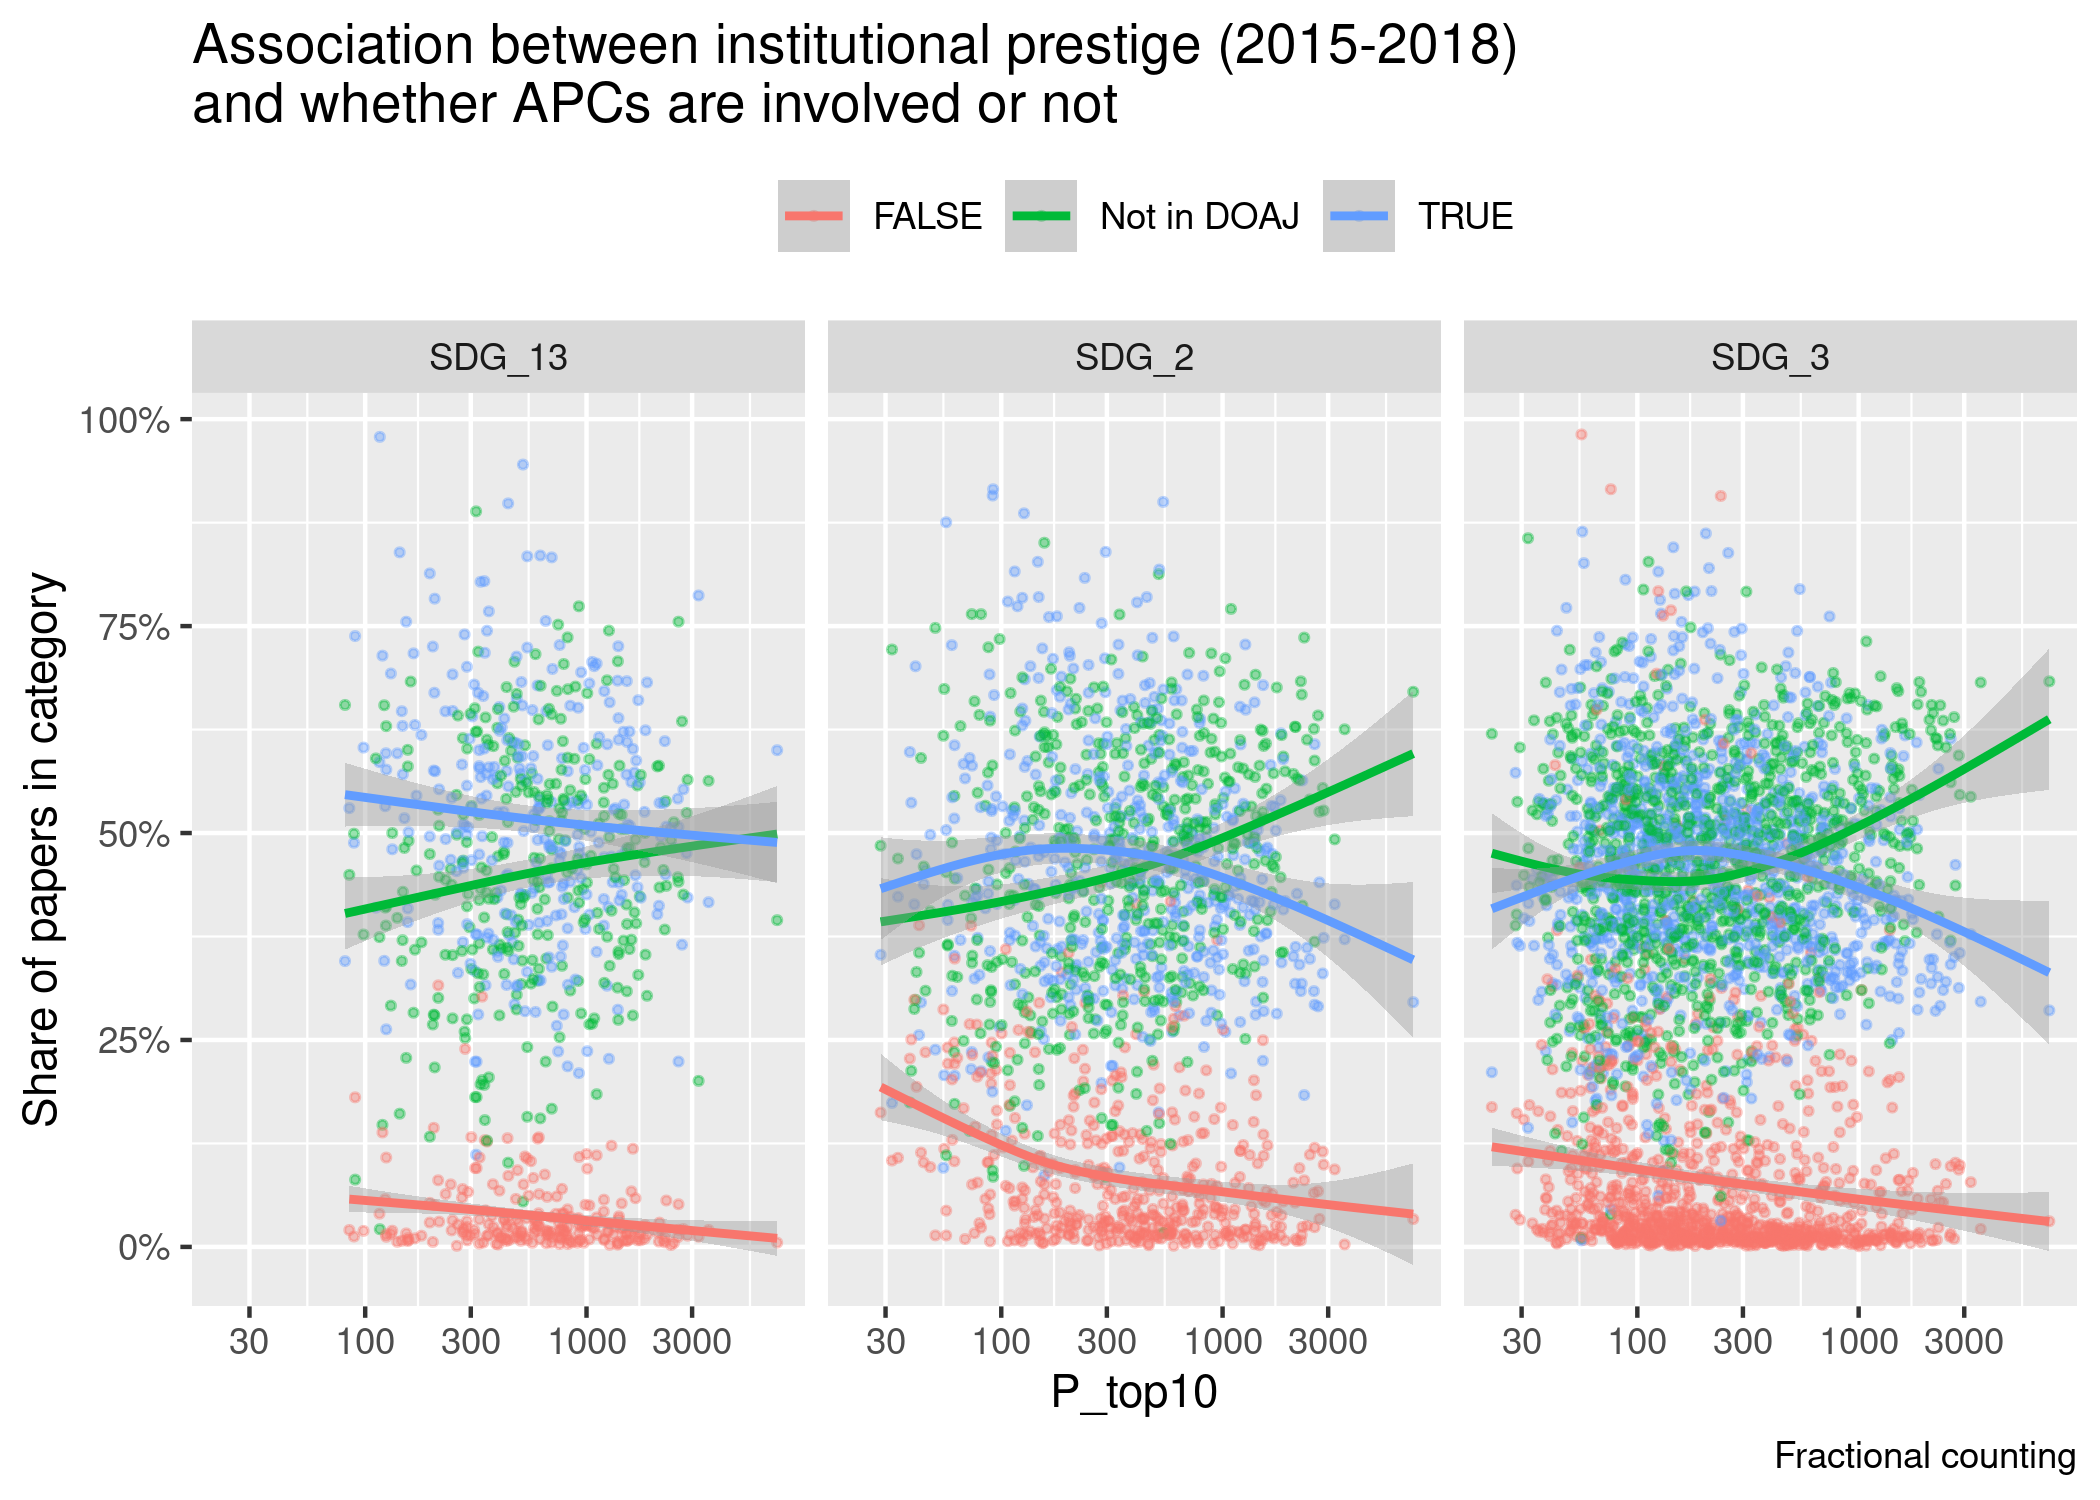 Association between institutional prestige (2015-2018)
and whether APCs are involved or not
FALSE Not in DOAJ TRUE
SDG_13 SDG_2 SDG_3
Share of papers in category
100%
75%
50%
25%
0%
30 100 300 1000 3000 30 100 300 1000 3000 30 100 300 1000 3000
P_top10
Fractional counting